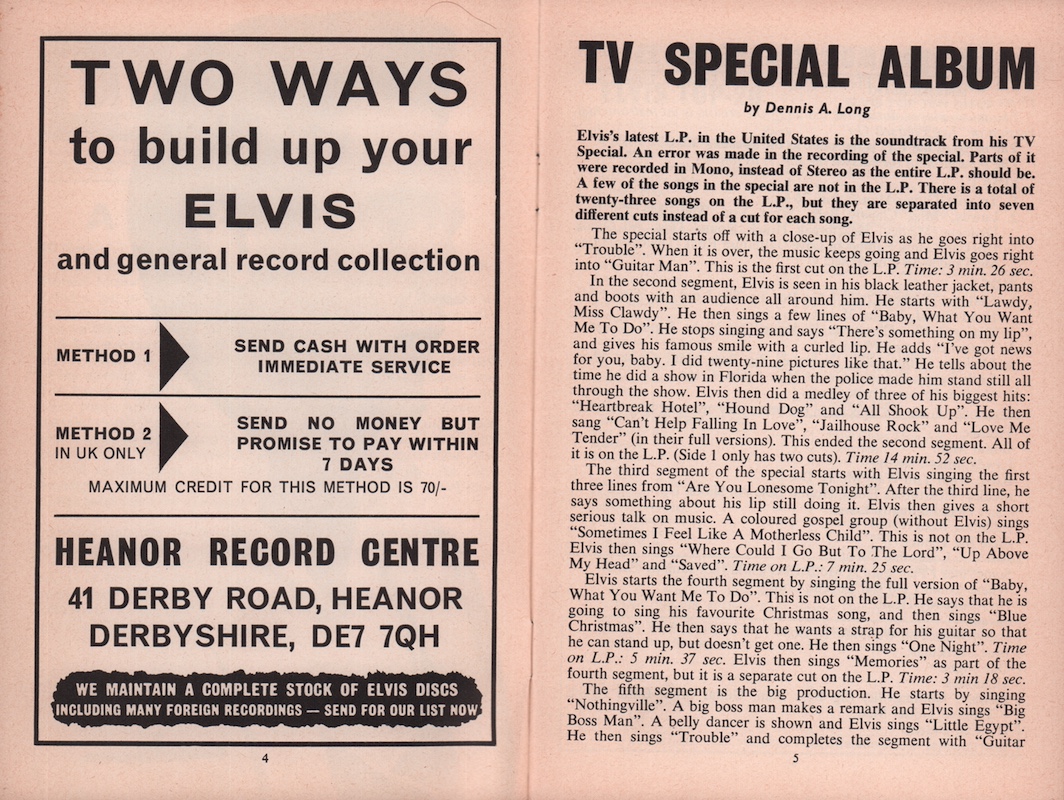 TWO WAYS
to build up your
ELVIS
and general record collection
METHOD 1
SEND CASH WITH ORDER
IMMEDIATE SERVICE
METHOD 2
IN UK ONLY
SEND NO MONEY BUT
PROMISE TO PAY WITHIN
7 DAYS
MAXIMUM CREDIT FOR THIS METHOD IS 70/-
HEANOR RECORD CENTRE
41 DERBY ROAD, HEANOR
DERBYSHIRE, DE7 7QH
WE MAINTAIN A COMPLETE STOCK OF ELVIS DISCS
INCLUDING MANY FOREIGN RECORDINGS — SEND FOR OUR LIST NOW
4
TV SPECIAL ALBUM
by Dennis A. Long
Elvis's latest L.P. in the United States is the soundtrack from his TV
Special. An error was made in the recording of the special. Parts of it
were recorded in Mono, instead of Stereo as the entire L.P. should be.
A few of the songs in the special are not in the L.P. There is a total of
twenty-three songs on the L.P., but they are separated into seven
different cuts instead of a cut for each song.
The special starts off with a close-up of Elvis as he goes right into
“Trouble”. When it is over, the music keeps going and Elvis goes right
into “Guitar Man”. This is the first cut on the L.P. Time: 3 min. 26 sec.
In the second segment, Elvis is seen in his black leather jacket, pants
and boots with an audience all around him. He starts with “Lawdy,
Miss Clawdy”. He then sings a few lines of “Baby, What You Want
Me To Do”. He stops singing and says “There's something on my lip”,
and gives his famous smile with a curled lip. He adds “I've got news
for you, baby. I did twenty-nine pictures like that.” He tells about the
time he did a show in Florida when the police made him stand still all
through the show. Elvis then did a medley of three of his biggest hits:
“Heartbreak Hotel”, “Hound Dog” and “All Shook Up”. He then
sang “Can't Help Falling In Love”, “Jailhouse Rock” and “Love Me
Tender” (in their full versions). This ended the second segment. All of
it is on the L.P. (Side 1 only has two cuts). Time 14 min. 52 sec.
The third segment of the special starts with Elvis singing the first
three lines from “Are You Lonesome Tonight”. After the third line, he
says something about his lip still doing it. Elvis then gives a short
serious talk on music. A coloured gospel group (without Elvis) sings
“Sometimes I Feel Like A Motherless Child”. This is not on the L.P.
Elvis then sings “Where Could I Go But To The Lord”, “Up Above
My Head” and “Saved”. Time on L.P.: 7 min. 25 sec.
Elvis starts the fourth segment by singing the full version of “Baby,
What You Want Me To Do”. This is not on the L.P. He says that he is
going to sing his favourite Christmas song, and then sings “Blue
Christmas”. He then says that he wants a strap for his guitar so that
he can stand up, but doesn't get one. He then sings “One Night”. Time
on L.P.: 5 min. 37 sec. Elvis then sings “Memories” as part of the
fourth segment, but it is a separate cut on the L.P. Time: 3 min 18 sec.
The fifth segment is the big production. He starts by singing
“Nothingville”. A big boss man makes a remark and Elvis sings “Big
Boss Man”. A belly dancer is shown and Elvis sings “Little Egypt”.
He then sings “Trouble” and completes the segment with “Guitar
5